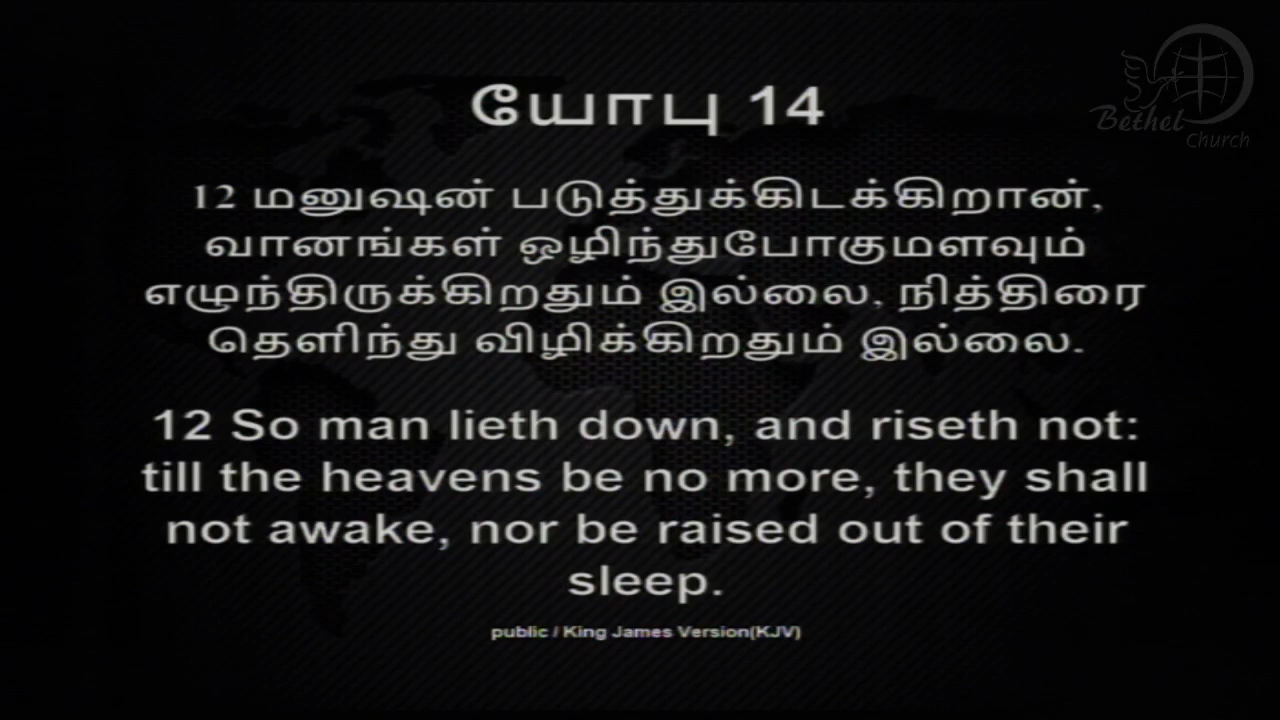 Bethel
Church
யோபு 14
12 மனுஷன் படுத்துக்கிடக்கிறான்,
வானங்கள் ஒழிந்துபோகுமளவும்
எழுந்திருக்கிறதும் இல்லை, நித்திரை
தெளிந்து விழிக்கிறதும் இல்லை.
12 So man lieth down, and riseth not:
till the heavens be no more, they shall
not awake, nor be raised out of their
sleep.
public / King James Version(KJV)